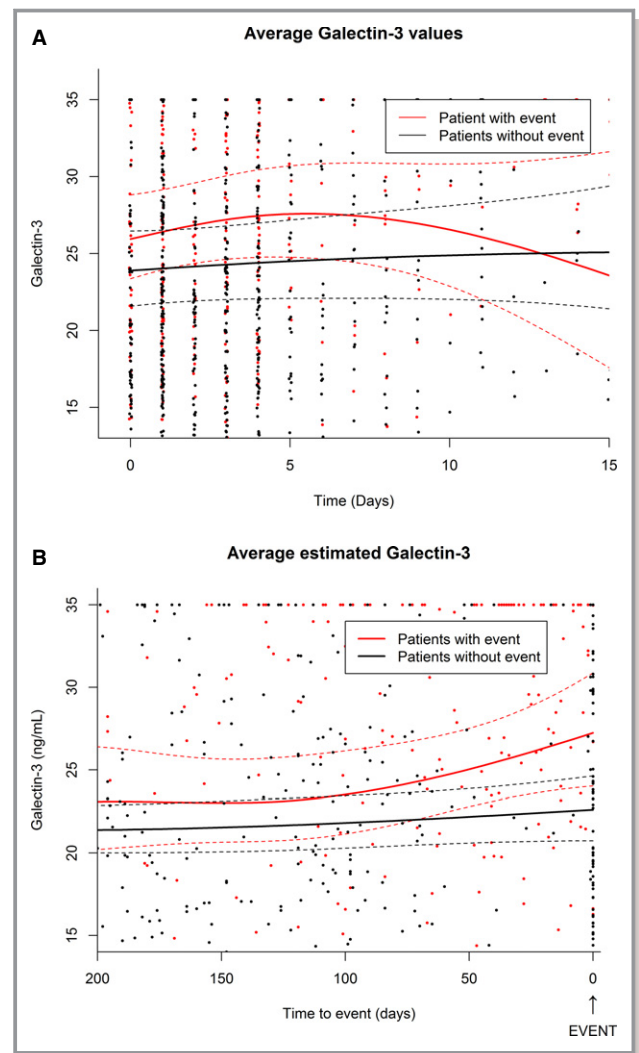 A
Average Galectin-3 values
35
30
25
20
15
Galectin-3
Patient with event
Patients without event
0
5
10
15
Time (Days)
B
Average estimated Galectin-3
35
30
25
20
15
Galectin-3 (ng/mL)
Patients with event
Patients without event
200
150
100
50
0
Time to event (days)
↑
EVENT